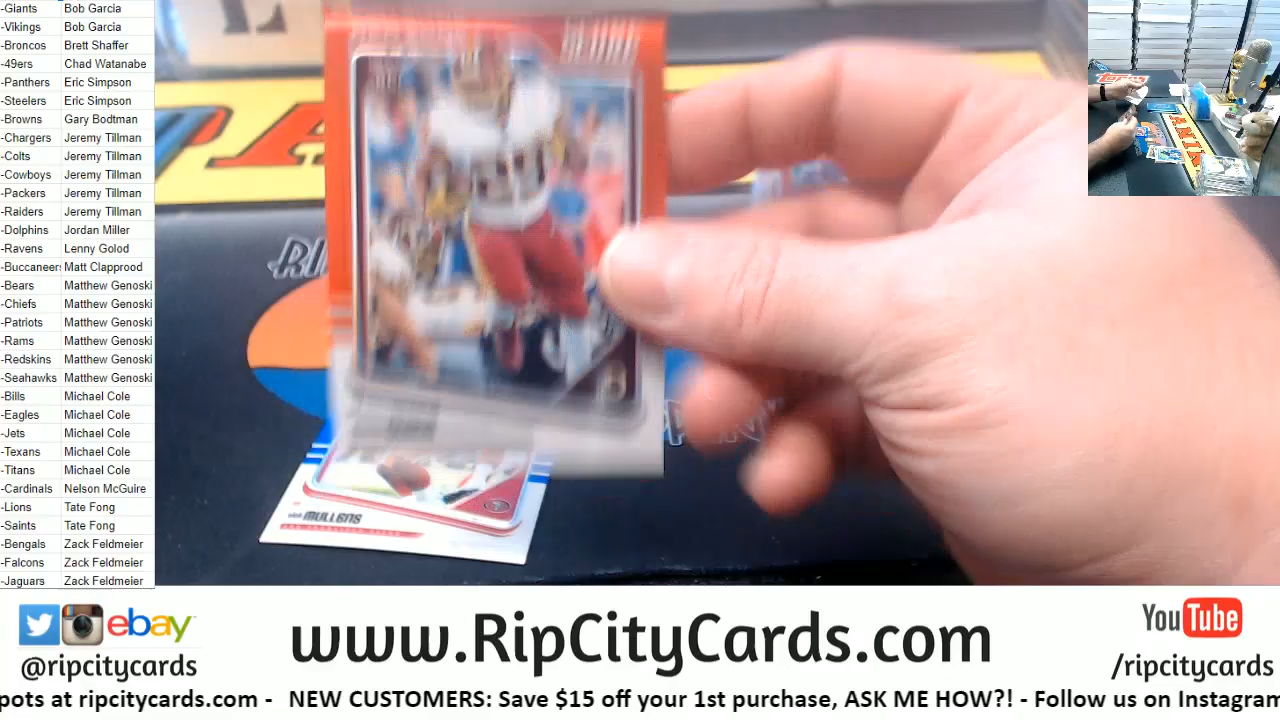 -Giants Bob Garcia
-Vikings Bob Garcia
-Broncos Brett Shaffer
-49ers Chad Watanabe
-Panthers Eric Simpson
-Steelers Eric Simpson
-Browns Gary Bodtman
-Chargers Jeremy Tillman
-Colts Jeremy Tillman
-Cowboys Jeremy Tillman
-Packers Jeremy Tillman
-Raiders Jeremy Tillman
-Dolphins Jordan Miller
-Ravens Lenny Golod
-Buccaneers Matt Clapprood
-Bears Matthew Genoski
-Chiefs Matthew Genoski
-Patriots Matthew Genoski
-Rams Matthew Genoski
-Redskins Matthew Genoski
-Seahawks Matthew Genoski
-Bills Michael Cole
-Eagles Michael Cole
-Jets Michael Cole
-Texans Michael Cole
-Titans Michael Cole
-Cardinals Nelson McGuire
-Lions Tate Fong
-Saints Tate Fong
-Bengals Zack Feldmeier
-Falcons Zack Feldmeier
-Jaguars Zack Feldmeier
MULLENS
ebay
@ripcitycards
www.RipCityCards.com
YouTube
/ripcitycards
pots at ripcitycards.com - NEW CUSTOMERS: Save $15 off your 1st purchase, ASK ME HOW?! - Follow us on Instagram